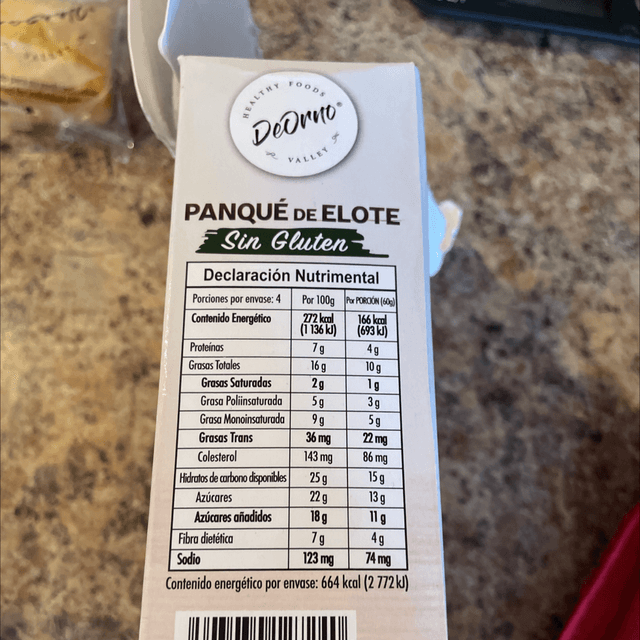 HEALTHY FOODS
DeOrno®
VALLEY
PANQUÉ DE ELOTE
Sin Gluten
Declaración Nutrimental
Porciones por envase: 4 Por 100g Por PORCIÓN (60g)
Contenido Energético 272 kcal (1 136 kJ) 166 kcal (693 kJ)
Proteínas 7 g 4 g
Grasas Totales 16 g 10 g
Grasas Saturadas 2 g 1 g
Grasa Poliinsaturada 5 g 3 g
Grasa Monoinsaturada 9 g 5 g
Grasas Trans 36 mg 22 mg
Colesterol 143 mg 86 mg
Hidratos de carbono disponibles 25 g 15 g
Azúcares 22 g 13 g
Azúcares añadidos 18 g 11 g
Fibra dietética 7 g 4 g
Sodio 123 mg 74 mg
Contenido energético por envase: 664 kcal (2 772 kJ)